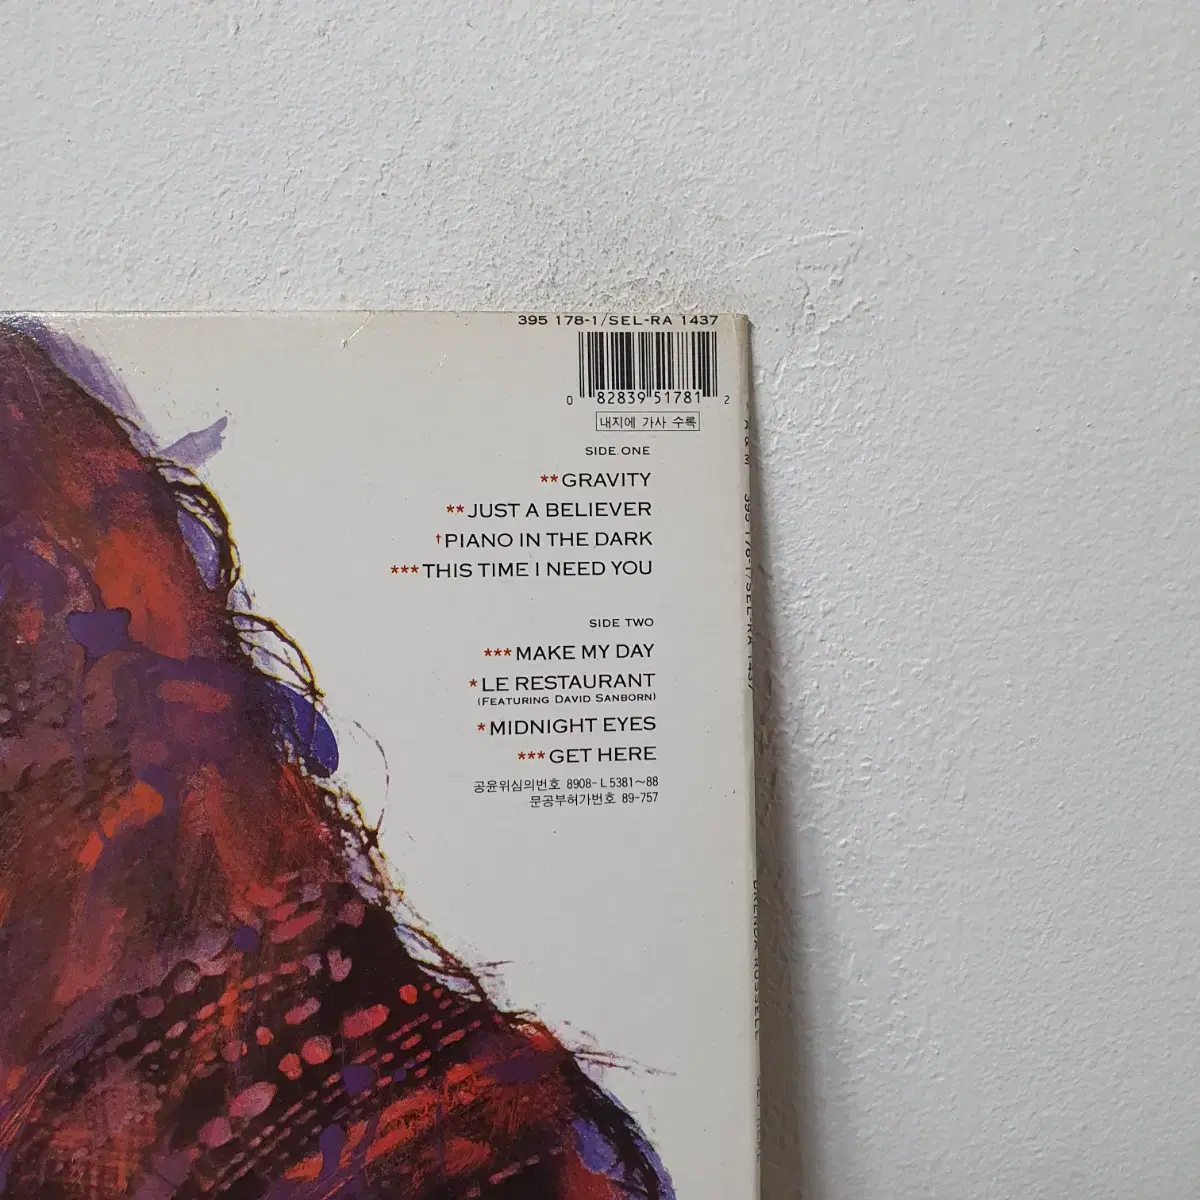 395 178-1/SEL-RA 1437
0 82839 51781 2
내지에 가사 수록
SIDE ONE
**GRAVITY
**JUST A BELIEVER
†PIANO IN THE DARK
***THIS TIME I NEED YOU
SIDE TWO
***MAKE MY DAY
*LE RESTAURANT
(FEATURING DAVID SANBORN)
*MIDNIGHT EYES
***GET HERE
공윤위심의번호 8908-L5381~88
문공부허가번호 89-757
A&M 395 178-1/SEL-RA 1437
BRENDA RUSSELL